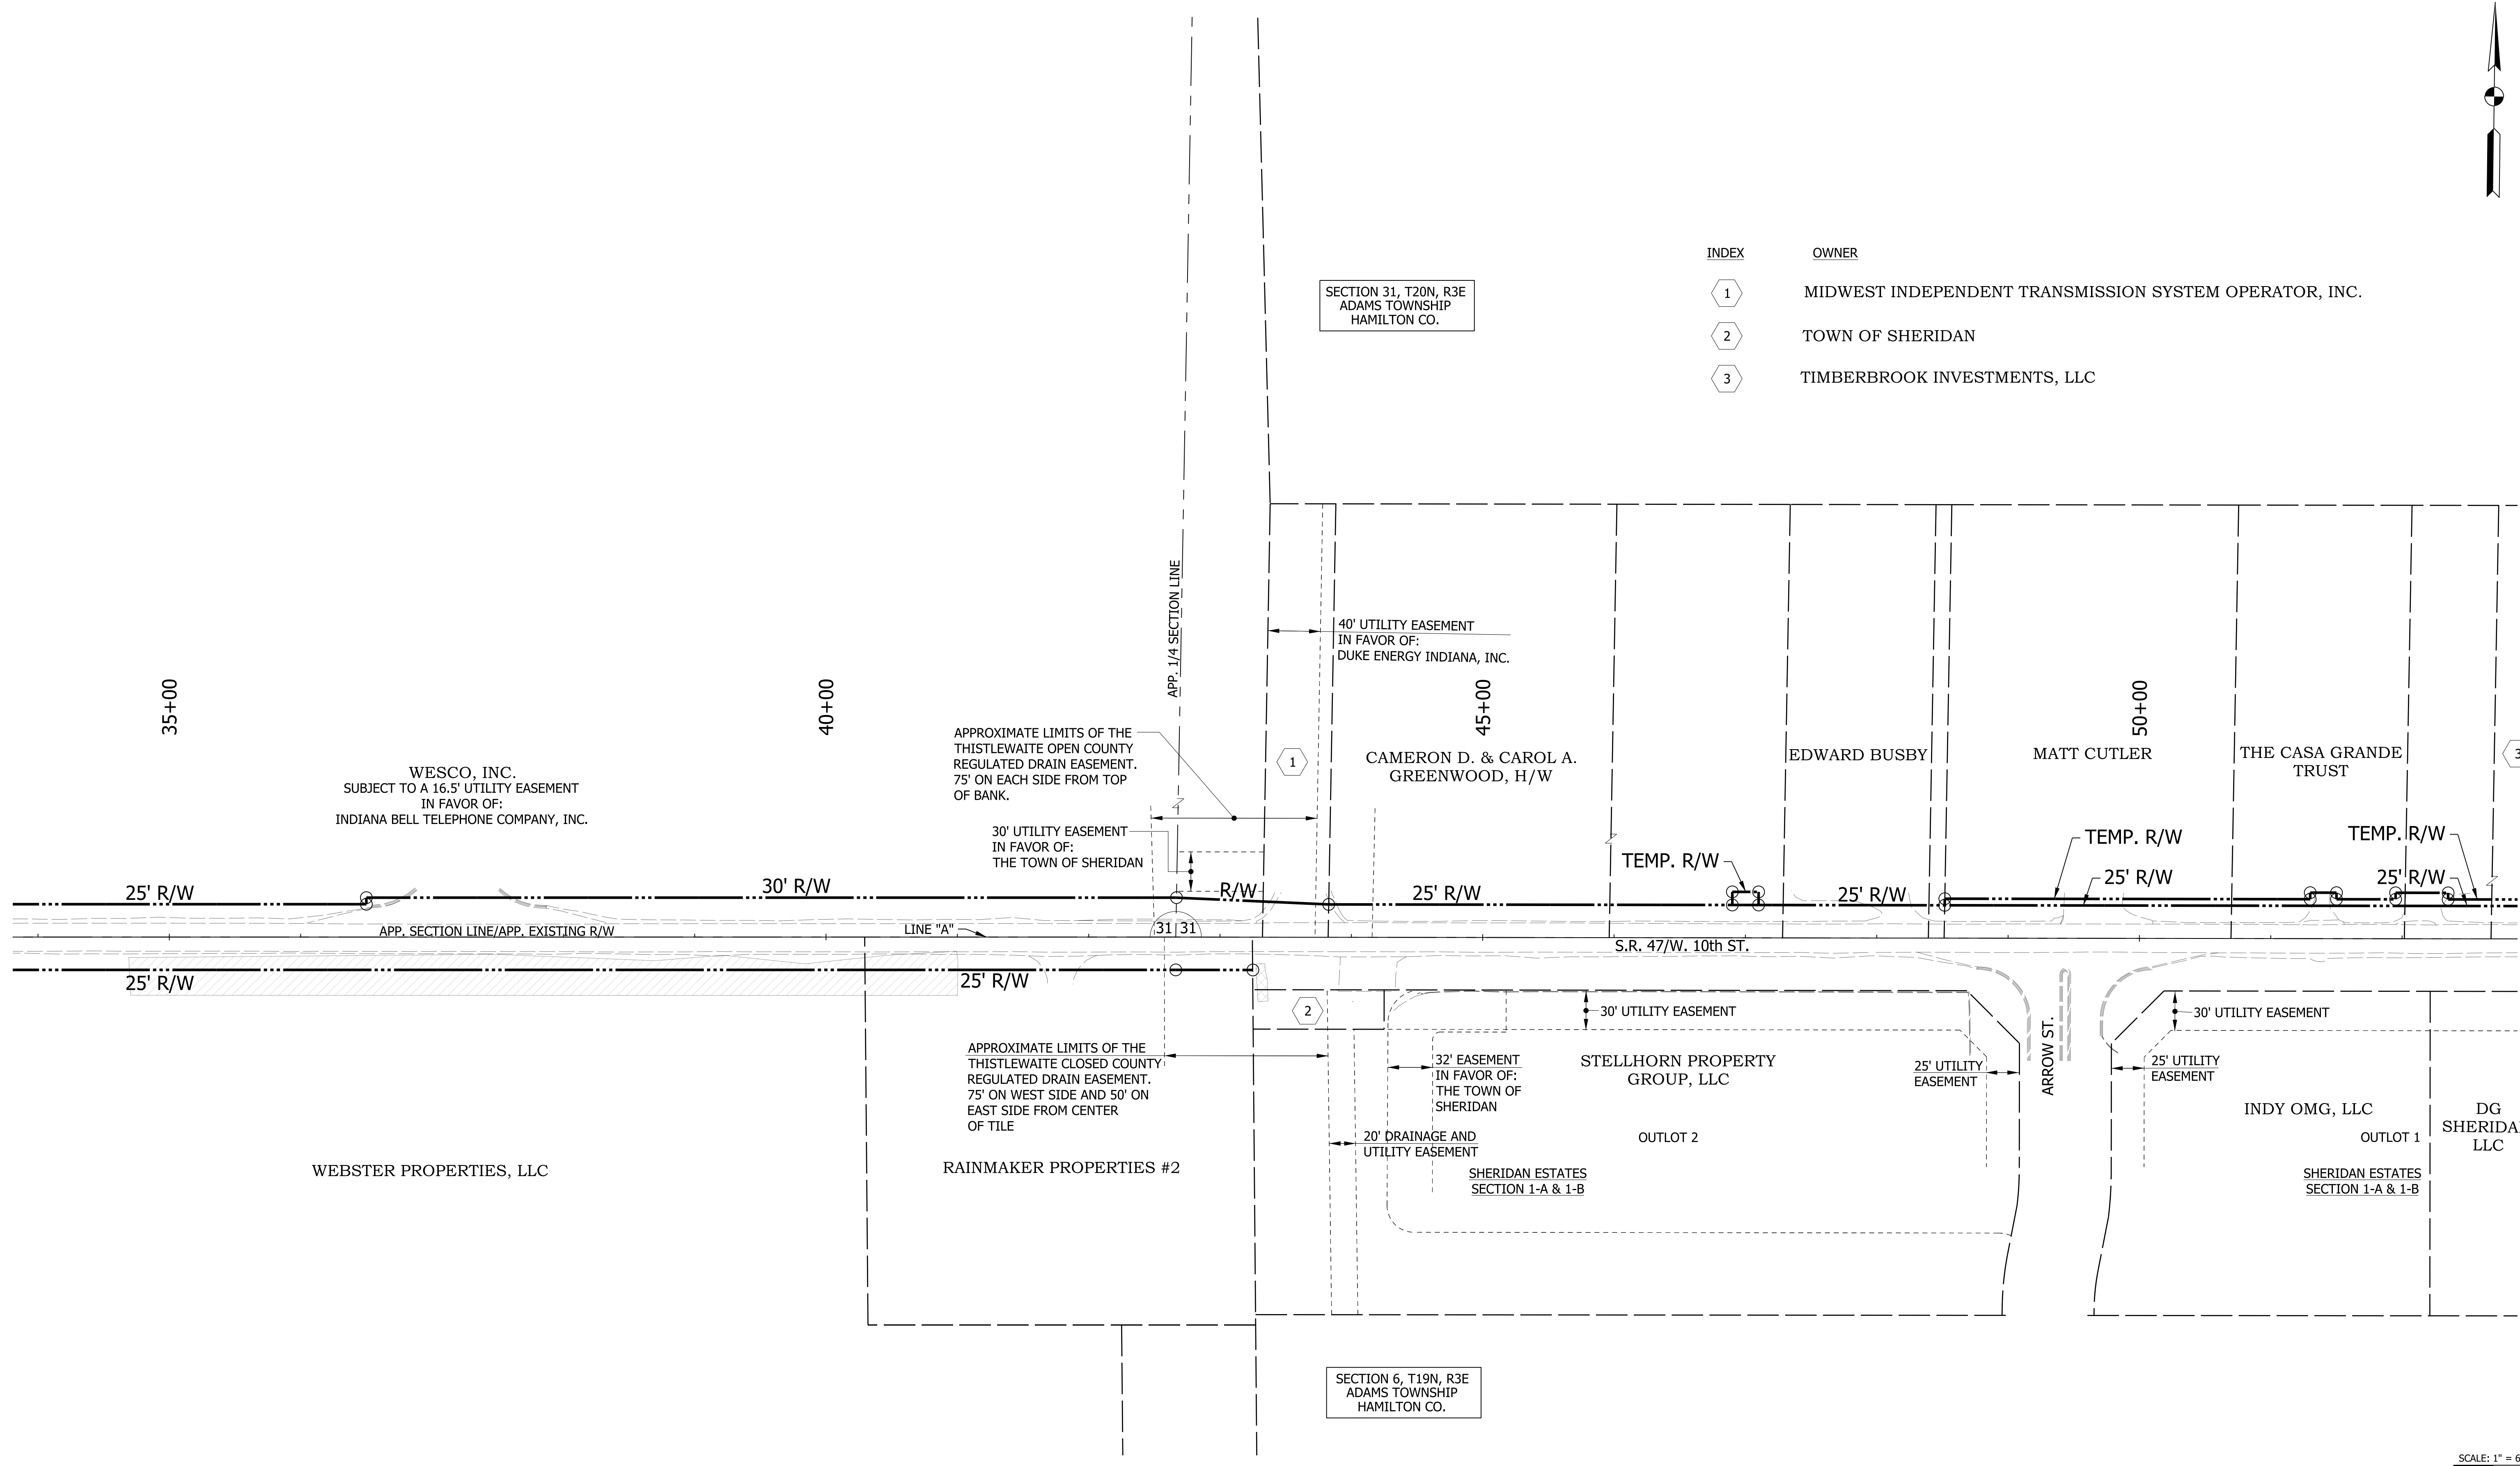 INDEX OWNER
1 MIDWEST INDEPENDENT TRANSMISSION SYSTEM OPERATOR, INC.
2 TOWN OF SHERIDAN
3 TIMBERBROOK INVESTMENTS, LLC
SECTION 31, T20N, R3E
ADAMS TOWNSHIP
HAMILTON CO.
APP. 1/4 SECTION LINE
40' UTILITY EASEMENT
IN FAVOR OF:
DUKE ENERGY INDIANA, INC.
35+00
40+00
45+00
50+00
WESCO, INC.
SUBJECT TO A 16.5' UTILITY EASEMENT
IN FAVOR OF:
INDIANA BELL TELEPHONE COMPANY, INC.
APPROXIMATE LIMITS OF THE
THISTLEWAITE OPEN COUNTY
REGULATED DRAIN EASEMENT.
75' ON EACH SIDE FROM TOP
OF BANK.
30' UTILITY EASEMENT
IN FAVOR OF:
THE TOWN OF SHERIDAN
1
CAMERON D. & CAROL A.
GREENWOOD, H/W
EDWARD BUSBY
MATT CUTLER
THE CASA GRANDE
TRUST
3
TEMP. R/W
TEMP. R/W
TEMP. R/W
25' R/W
30' R/W
R/W
25' R/W
25' R/W
25' R/W
25' R/W
APP. SECTION LINE/APP. EXISTING R/W
LINE "A"
31 31
S.R. 47/W. 10th ST.
25' R/W
25' R/W
2
30' UTILITY EASEMENT
30' UTILITY EASEMENT
APPROXIMATE LIMITS OF THE
THISTLEWAITE CLOSED COUNTY
REGULATED DRAIN EASEMENT.
75' ON WEST SIDE AND 50' ON
EAST SIDE FROM CENTER
OF TILE
32' EASEMENT
IN FAVOR OF:
THE TOWN OF
SHERIDAN
STELLHORN PROPERTY
GROUP, LLC
25' UTILITY
EASEMENT
ARROW ST.
25' UTILITY
EASEMENT
INDY OMG, LLC
DG
SHERIDA
LLC
20' DRAINAGE AND
UTILITY EASEMENT
OUTLOT 2
OUTLOT 1
WEBSTER PROPERTIES, LLC
RAINMAKER PROPERTIES #2
SHERIDAN ESTATES
SECTION 1-A & 1-B
SHERIDAN ESTATES
SECTION 1-A & 1-B
SECTION 6, T19N, R3E
ADAMS TOWNSHIP
HAMILTON CO.
SCALE: 1" = 6